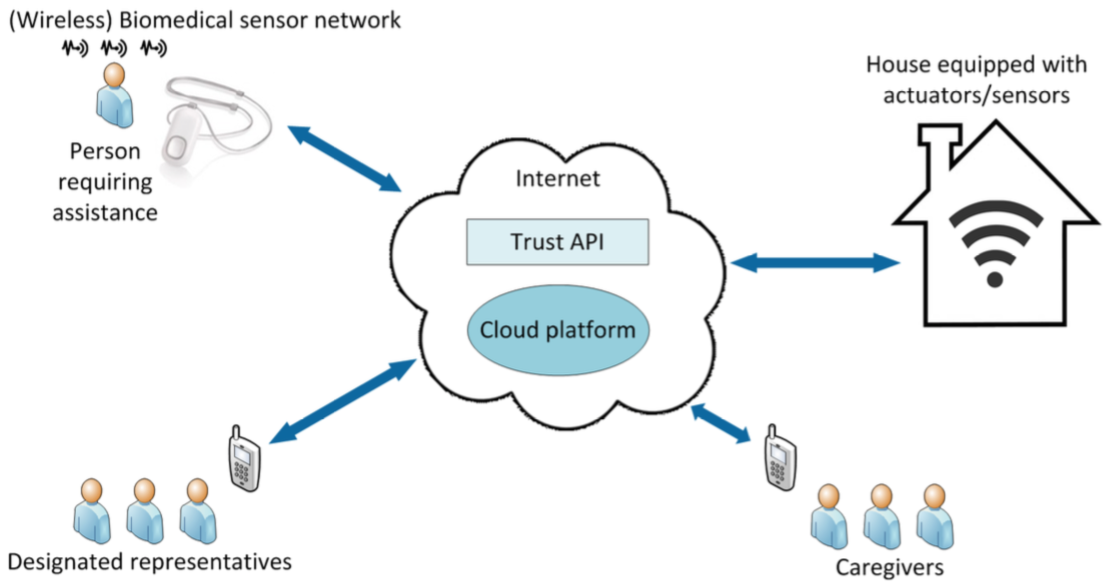 (Wireless) Biomedical sensor network
Person
requiring
assistance
House equipped with
actuators/sensors
Internet
Trust API
Cloud platform
Designated representatives
Caregivers